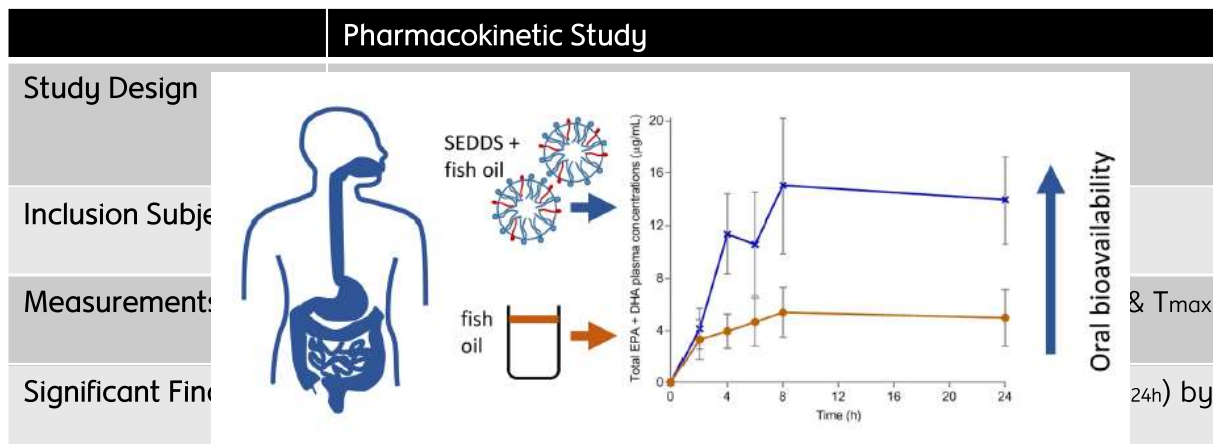 Pharmacokinetic Study
Study Design
Inclusion Subje
Measurements
& Tmax
Significant Find
24h) by
SEDDS +
fish oil
fish
oil
Total EPA + DHA plasma concentrations (µg/mL)
20
16
12
8
4
0
0
4
8
12
16
20
24
Time (h)
Oral bioavailability